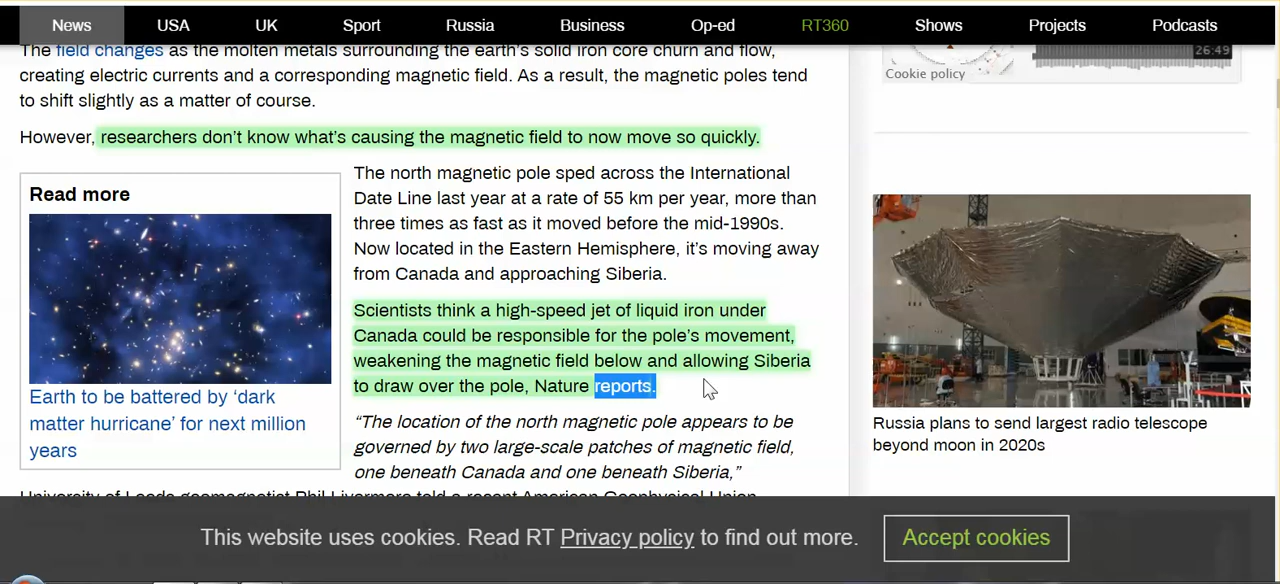 News USA UK Sport Russia Business Op-ed RT360 Shows Projects Podcasts
The field changes as the molten metals surrounding the earth's solid iron core churn and flow,
creating electric currents and a corresponding magnetic field. As a result, the magnetic poles tend
to shift slightly as a matter of course.
However, researchers don't know what's causing the magnetic field to now move so quickly.
Read more
Earth to be battered by 'dark
matter hurricane' for next million
years
The north magnetic pole sped across the International
Date Line last year at a rate of 55 km per year, more than
three times as fast as it moved before the mid-1990s.
Now located in the Eastern Hemisphere, it's moving away
from Canada and approaching Siberia.
Scientists think a high-speed jet of liquid iron under
Canada could be responsible for the pole's movement,
weakening the magnetic field below and allowing Siberia
to draw over the pole, Nature reports.
“The location of the north magnetic pole appears to be
governed by two large-scale patches of magnetic field,
one beneath Canada and one beneath Siberia,”
University of Leeds geomagnetist Phil Livermore told a recent American Geophysical Union
26:49
Cookie policy
Russia plans to send largest radio telescope
beyond moon in 2020s
This website uses cookies. Read RT Privacy policy to find out more.
Accept cookies